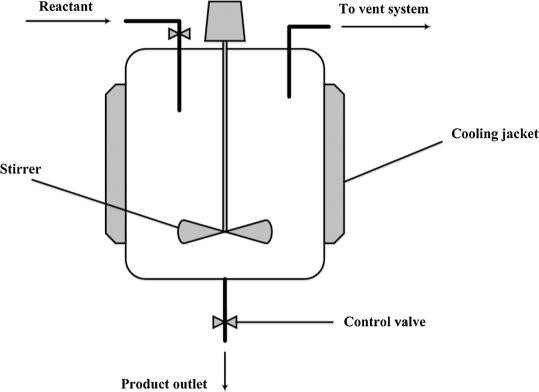 Reactant
To vent system
Cooling jacket
Stirrer
Control valve
Product outlet